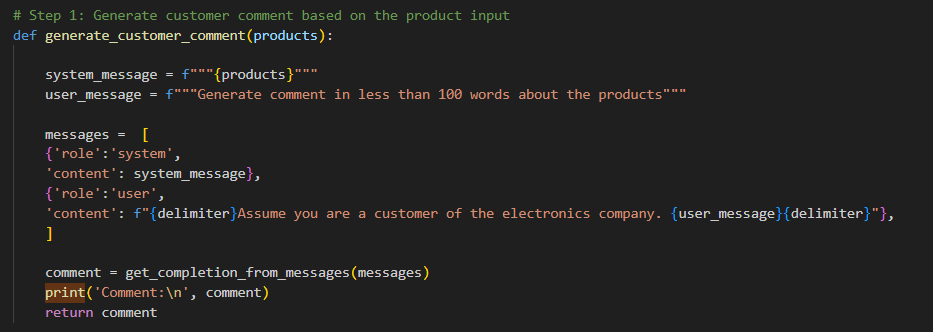 # Step 1: Generate customer comment based on the product input
def generate_customer_comment(products):
system_message = f"""{products}"""
user_message = f"""Generate comment in less than 100 words about the products"""
messages =  [
{'role':'system',
'content': system_message},
{'role':'user',
'content': f"{delimiter}Assume you are a customer of the electronics company. {user_message}{delimiter}"},
]
comment = get_completion_from_messages(messages)
print('Comment:\n', comment)
return comment